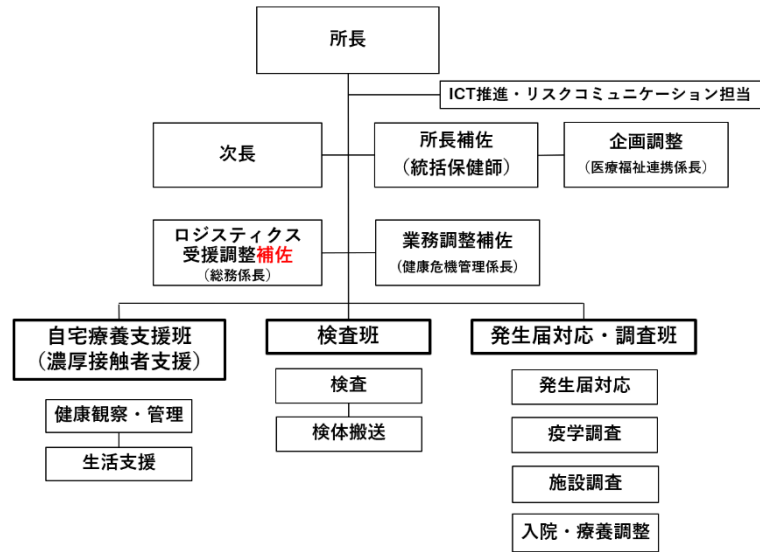 所長
ICT推進・リスクコミュニケーション担当
次長
所長補佐
（統括保健師）
企画調整
（医療福祉連携係長）
ロジスティクス
受援調整補佐
（総務係長）
業務調整補佐
（健康危機管理係長）
自宅療養支援班
（濃厚接触者支援）
検査班
発生届対応・調査班
健康観察・管理
生活支援
検査
検体搬送
発生届対応
疫学調査
施設調査
入院・療養調整